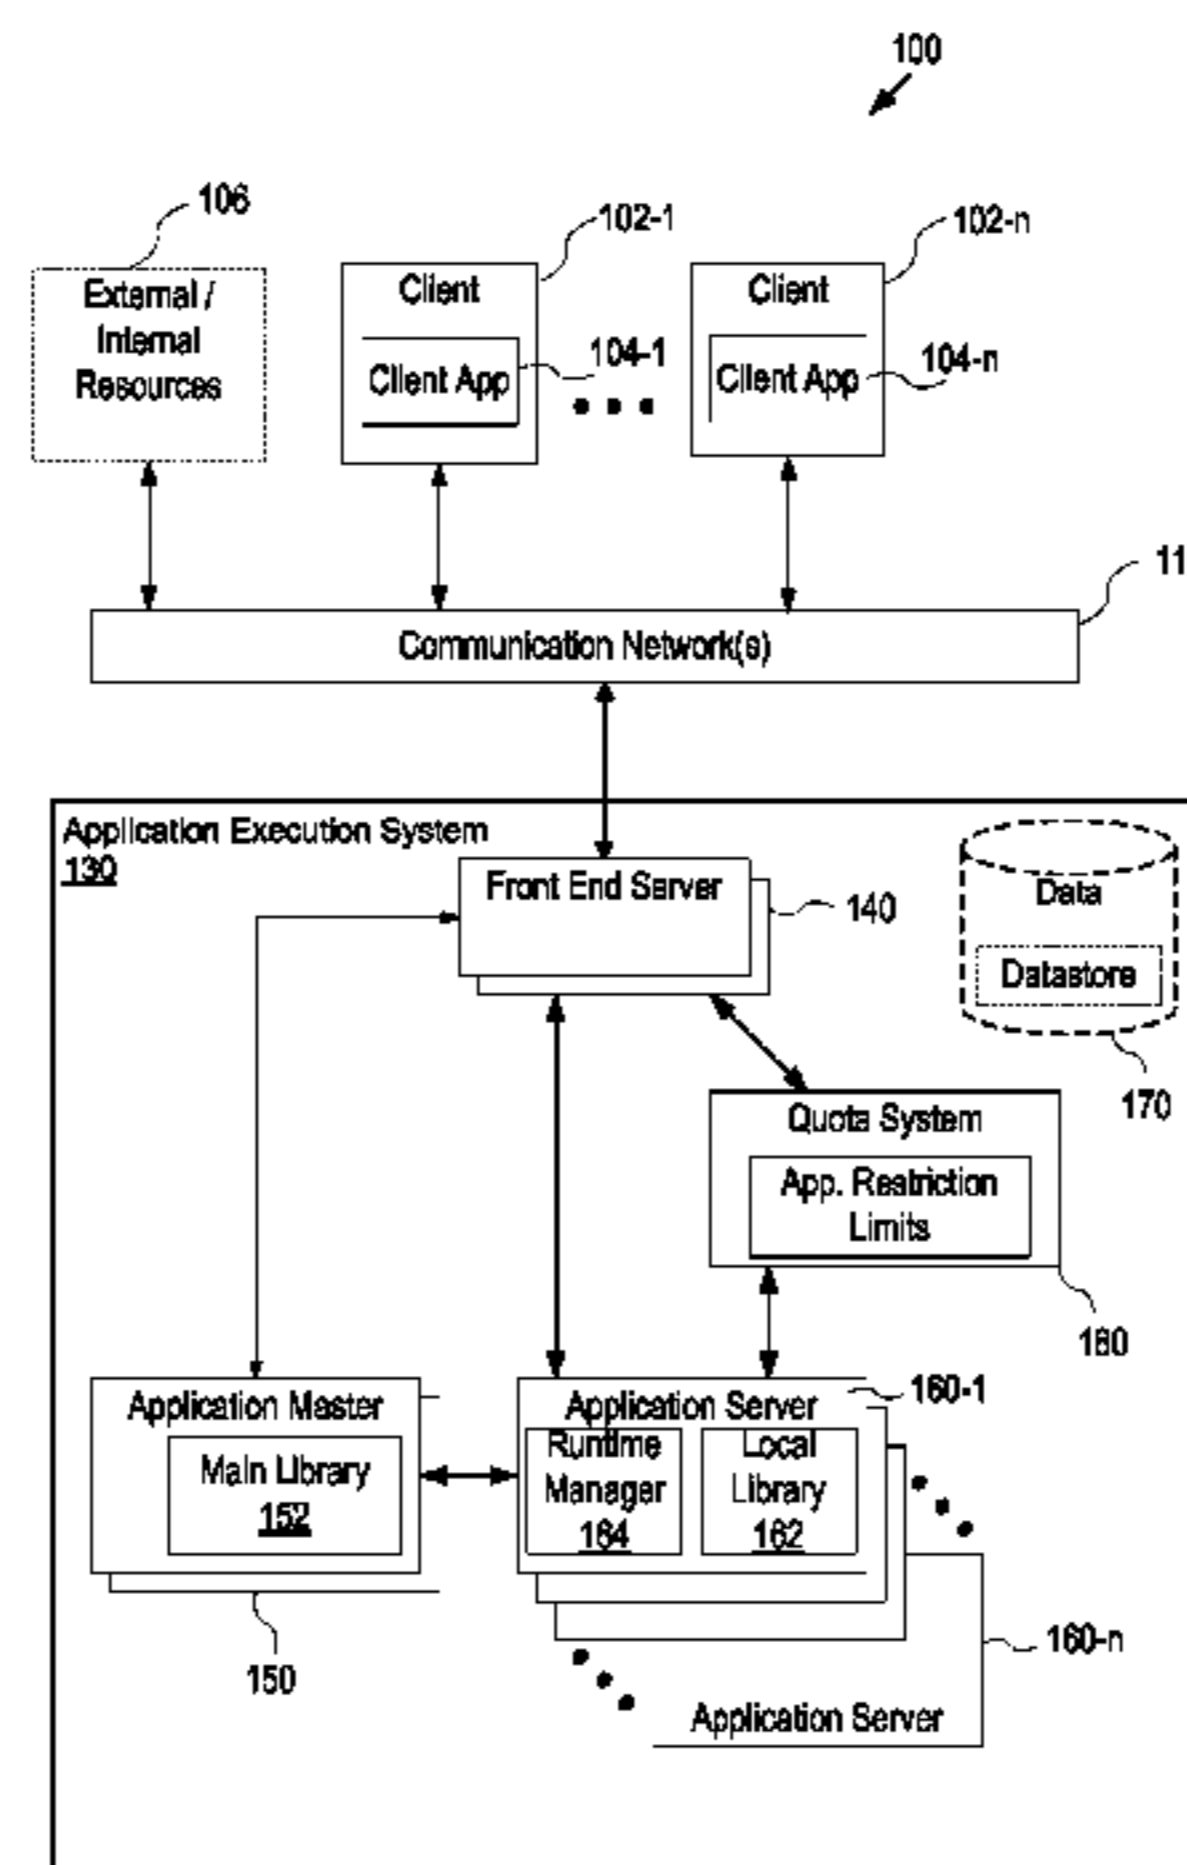 100
106
102-1
102-n
External /
Internal
Resources
Client
Client App
104-1
Client
Client App
104-n
11
Communication Network(s)
Application Execution System
130
Front End Server
140
Data
Datastore
170
Quota System
App. Restriction
Limits
180
Application Master
Main Library
152
150
Application Server
160-1
Runtime
Manager
164
Local
Library
162
160-n
Application Server